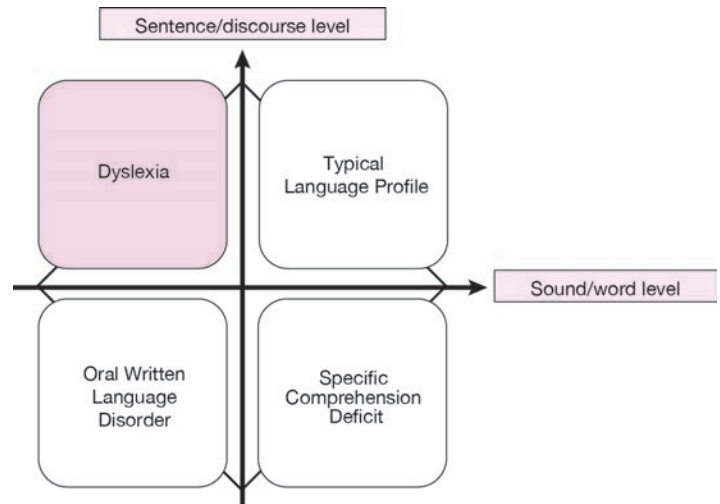 Sentence/discourse level
Dyslexia
Typical
Language Profile
Sound/word level
Oral Written
Language
Disorder
Specific
Comprehension
Deficit